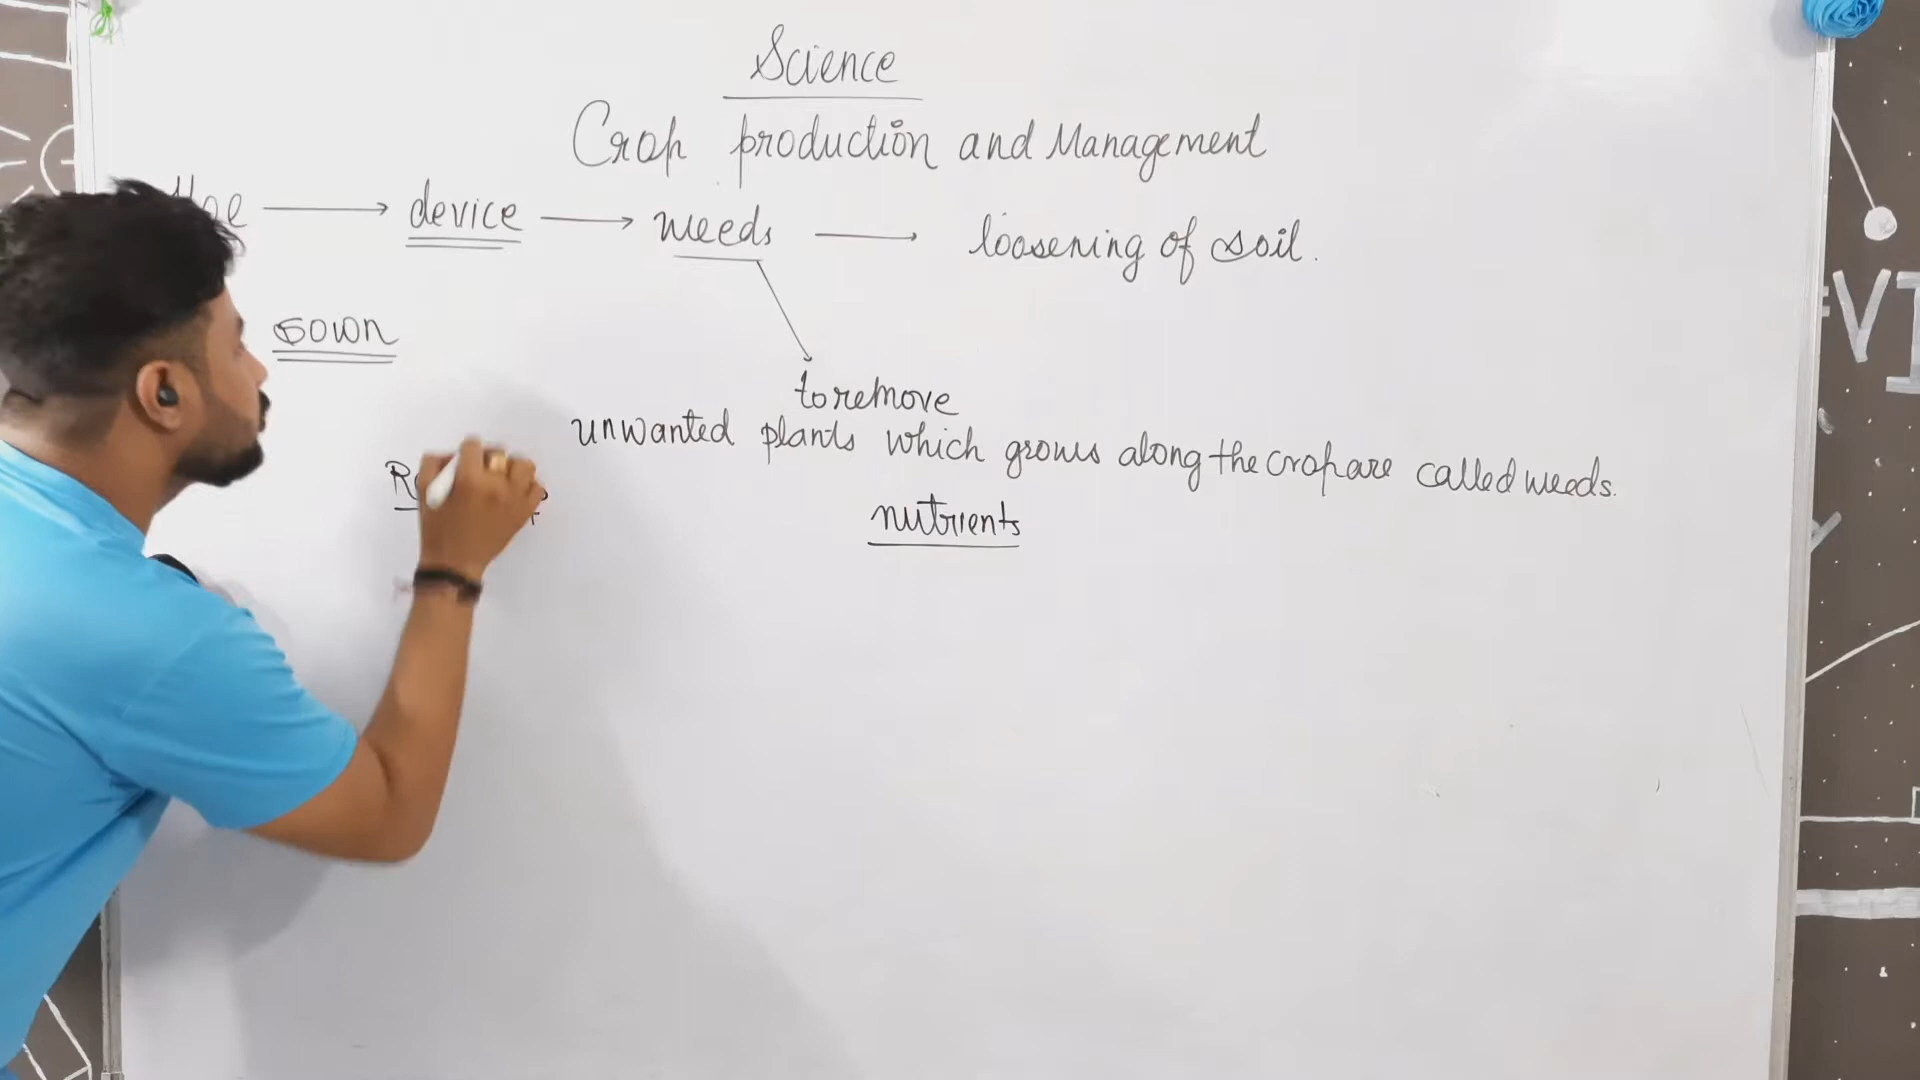 Science
Crop production and Management
device → weeds → loosening of soil.
sown
to remove
unwanted plants which grows along the crop are called weeds.
nutrients